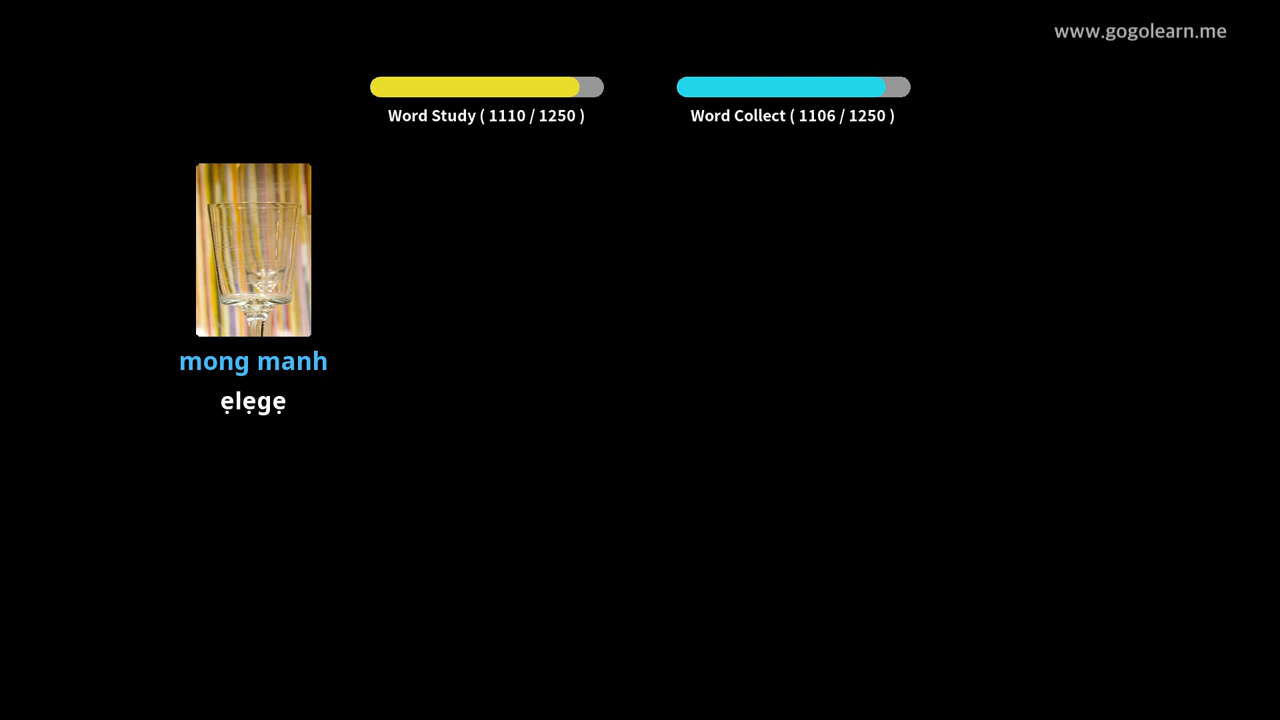 www.gogolearn.me
Word Study ( 1110 / 1250 )
Word Collect ( 1106 / 1250 )
mong manh
ẹlẹgẹ